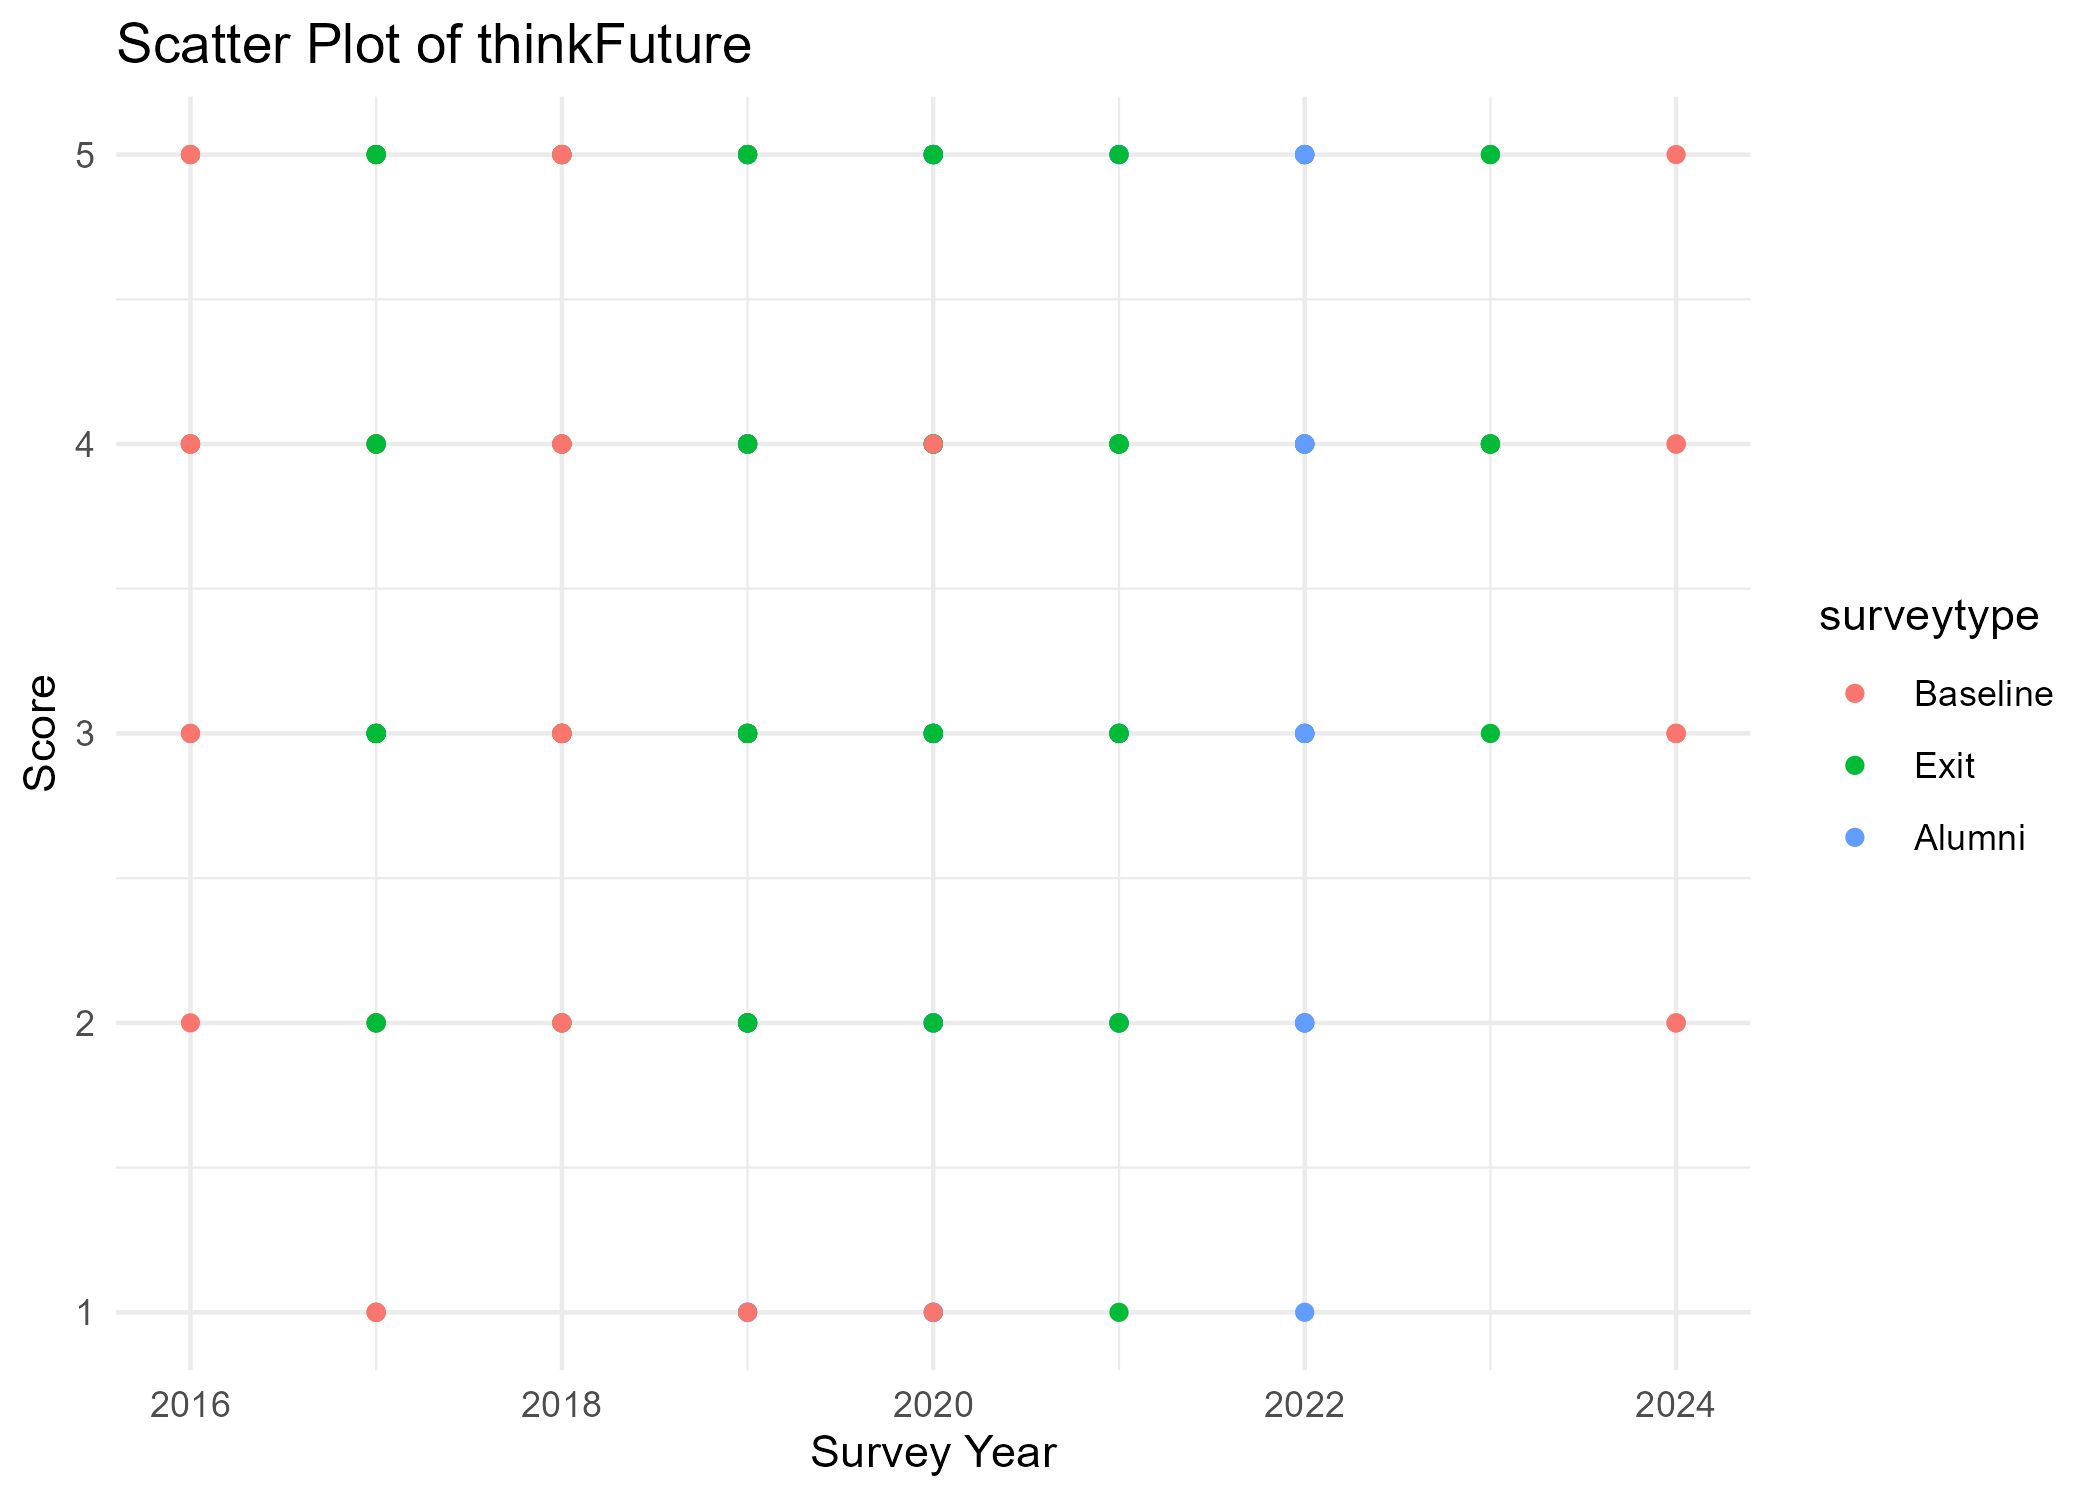 Scatter Plot of thinkFuture
5
4
3
2
1
Score
2016 2018 2020 2022 2024
Survey Year
surveytype
Baseline
Exit
Alumni